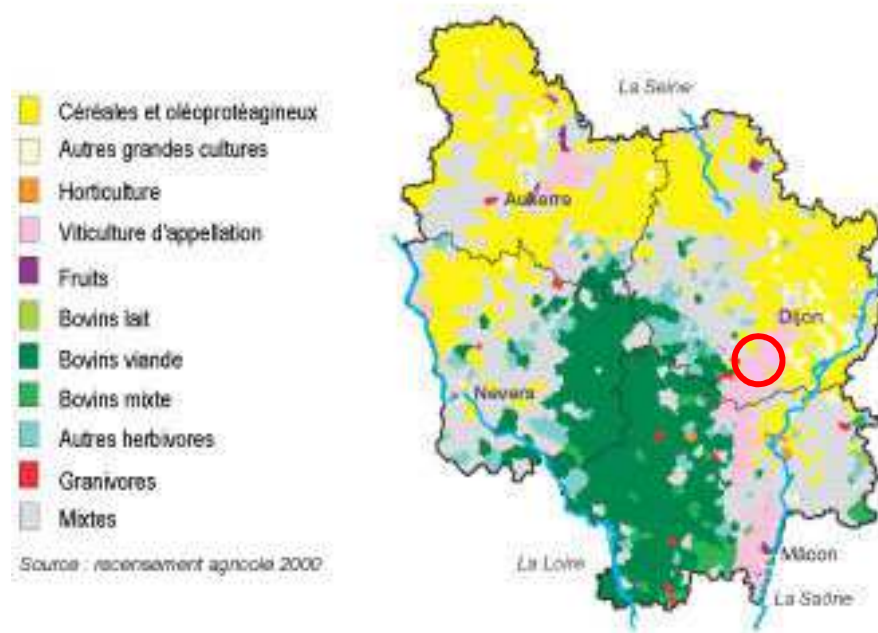 Céréales et oléoprotéagineux
Autres grandes cultures
Horticulture
Viticulture d'appellation
Fruits
Bovins lait
Bovins viande
Bovins mixte
Autres herbivores
Granivores
Mixtes
Source : recensement agricole 2000
La Seine
Auxerre
Dijon
Nevers
La Loire
Mâcon
La Saône